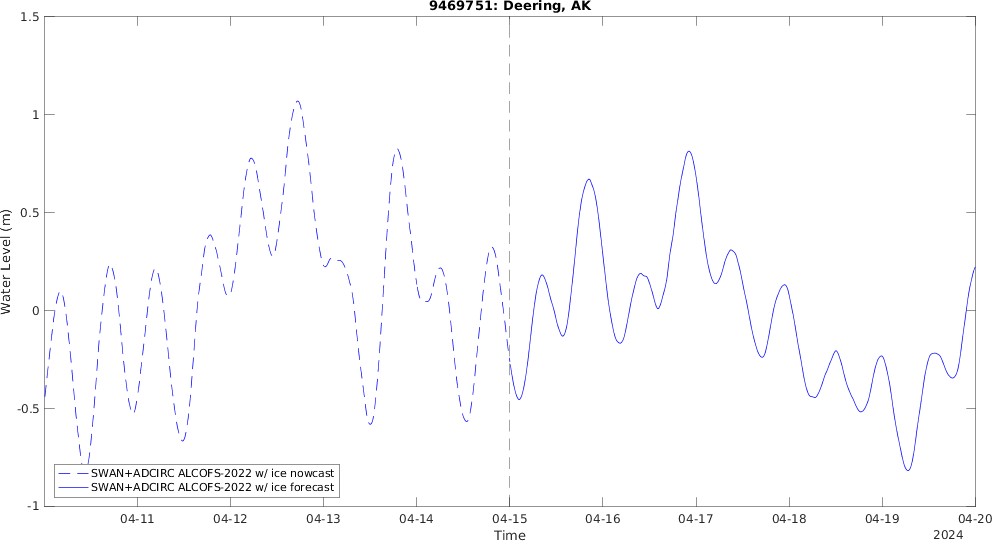 9469751: Deering, AK
1.5
1
0.5
0
-0.5
-1
Water Level (m)
SWAN+ADCIRC ALCOFS-2022 w/ ice nowcast
SWAN+ADCIRC ALCOFS-2022 w/ ice forecast
04-11 04-12 04-13 04-14 04-15 04-16 04-17 04-18 04-19 04-20
Time
2024